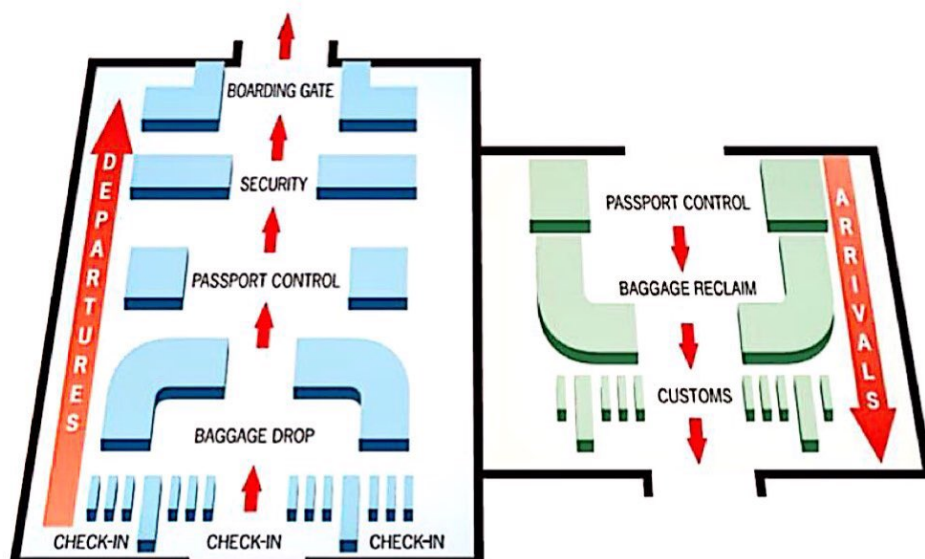 DEPARTURES
BOARDING GATE
SECURITY
PASSPORT CONTROL
BAGGAGE DROP
CHECK-IN CHECK-IN CHECK-IN
PASSPORT CONTROL
BAGGAGE RECLAIM
CUSTOMS
ARRIVALS